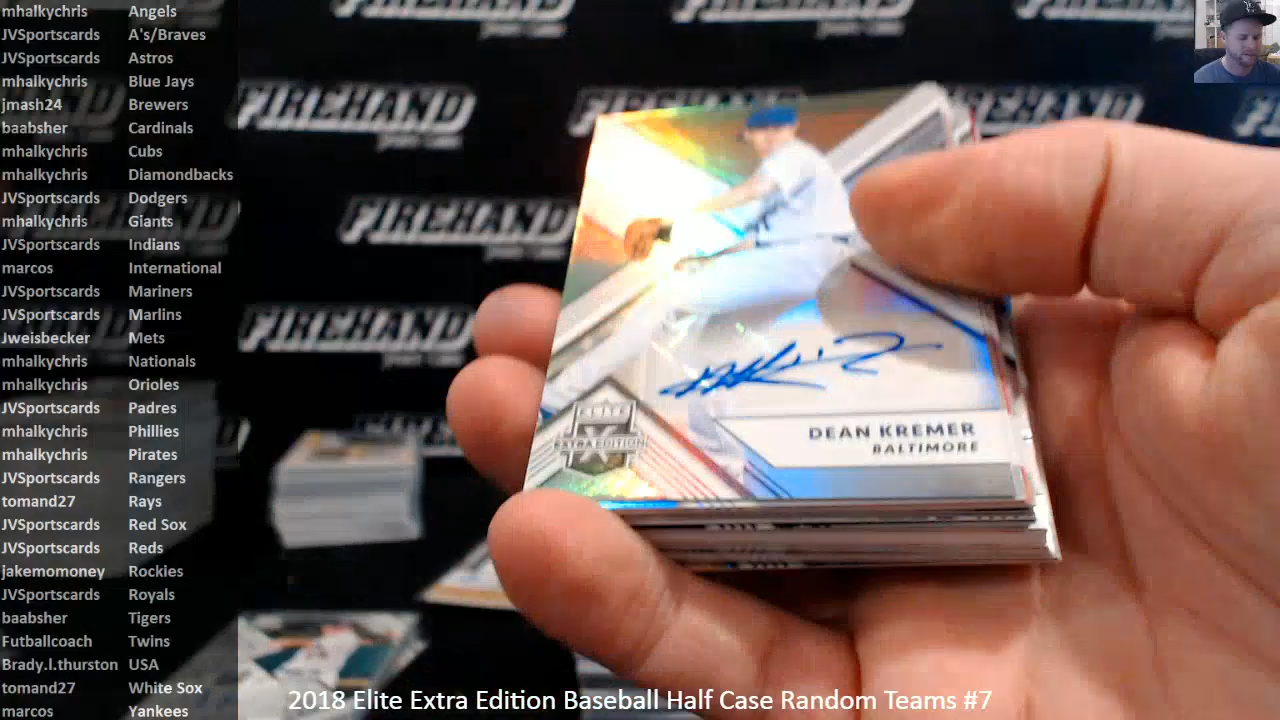 mhalkychris Angels
JVSportscards A's/Braves
JVSportscards Astros
mhalkychris Blue Jays
jmash24 Brewers
baabsher Cardinals
mhalkychris Cubs
mhalkychris Diamondbacks
JVSportscards Dodgers
mhalkychris Giants
JVSportscards Indians
marcos International
JVSportscards Mariners
JVSportscards Marlins
Jweisbecker Mets
mhalkychris Nationals
mhalkychris Orioles
JVSportscards Padres
mhalkychris Phillies
mhalkychris Pirates
JVSportscards Rangers
tomand27 Rays
JVSportscards Red Sox
JVSportscards Reds
jakemomoney Rockies
JVSportscards Royals
baabsher Tigers
Futballcoach Twins
Brady.l.thurston USA
tomand27 White Sox
marcos Yankees
FIREHAND
FIREHAND
FIREHAND
ELITE
EXTRA EDITION
DEAN KREMER
BALTIMORE
2018 Elite Extra Edition Baseball Half Case Random Teams #7